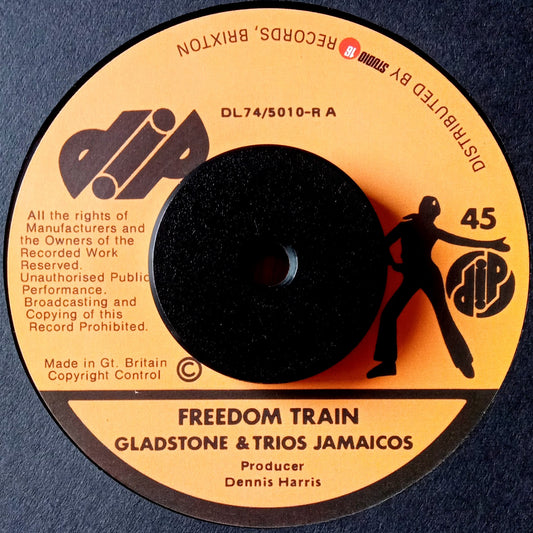 DISTRIBUTED BY STUDIO 16 RECORDS, BRIXTON
DL74/5010-R A
dip
All the rights of
Manufacturers and
the Owners of the
Recorded Work
Reserved.
Unauthorised Public
Performance.
Broadcasting and
Copying of this
Record Prohibited.
45
dip
Made in Gt. Britain
Copyright Control
©
FREEDOM TRAIN
GLADSTONE & TRIOS JAMAICOS
Producer
Dennis Harris